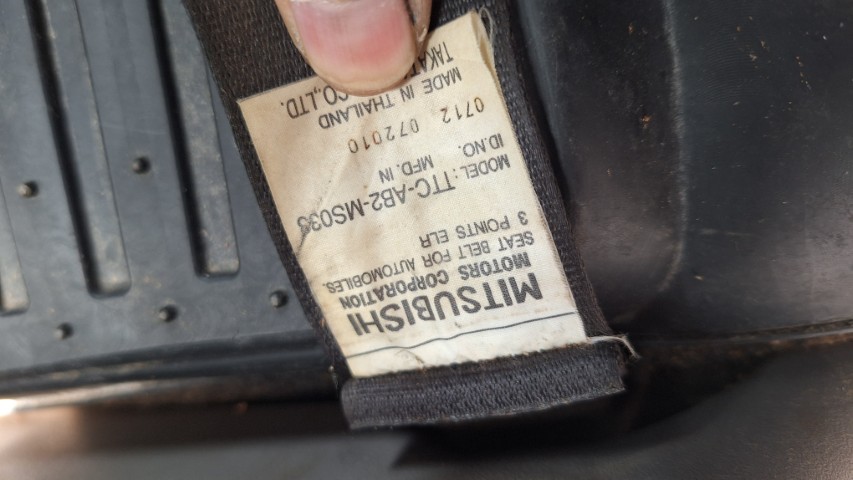 MITSUBISHI
MOTORS CORPORATION
SEAT BELT FOR AUTOMOBILES.
3 POINTS ELR
MODEL: TTC-AB2-MS033
ID.NO. MFD. IN
0712 072010
MADE IN THAILAND
CO.,LTD.